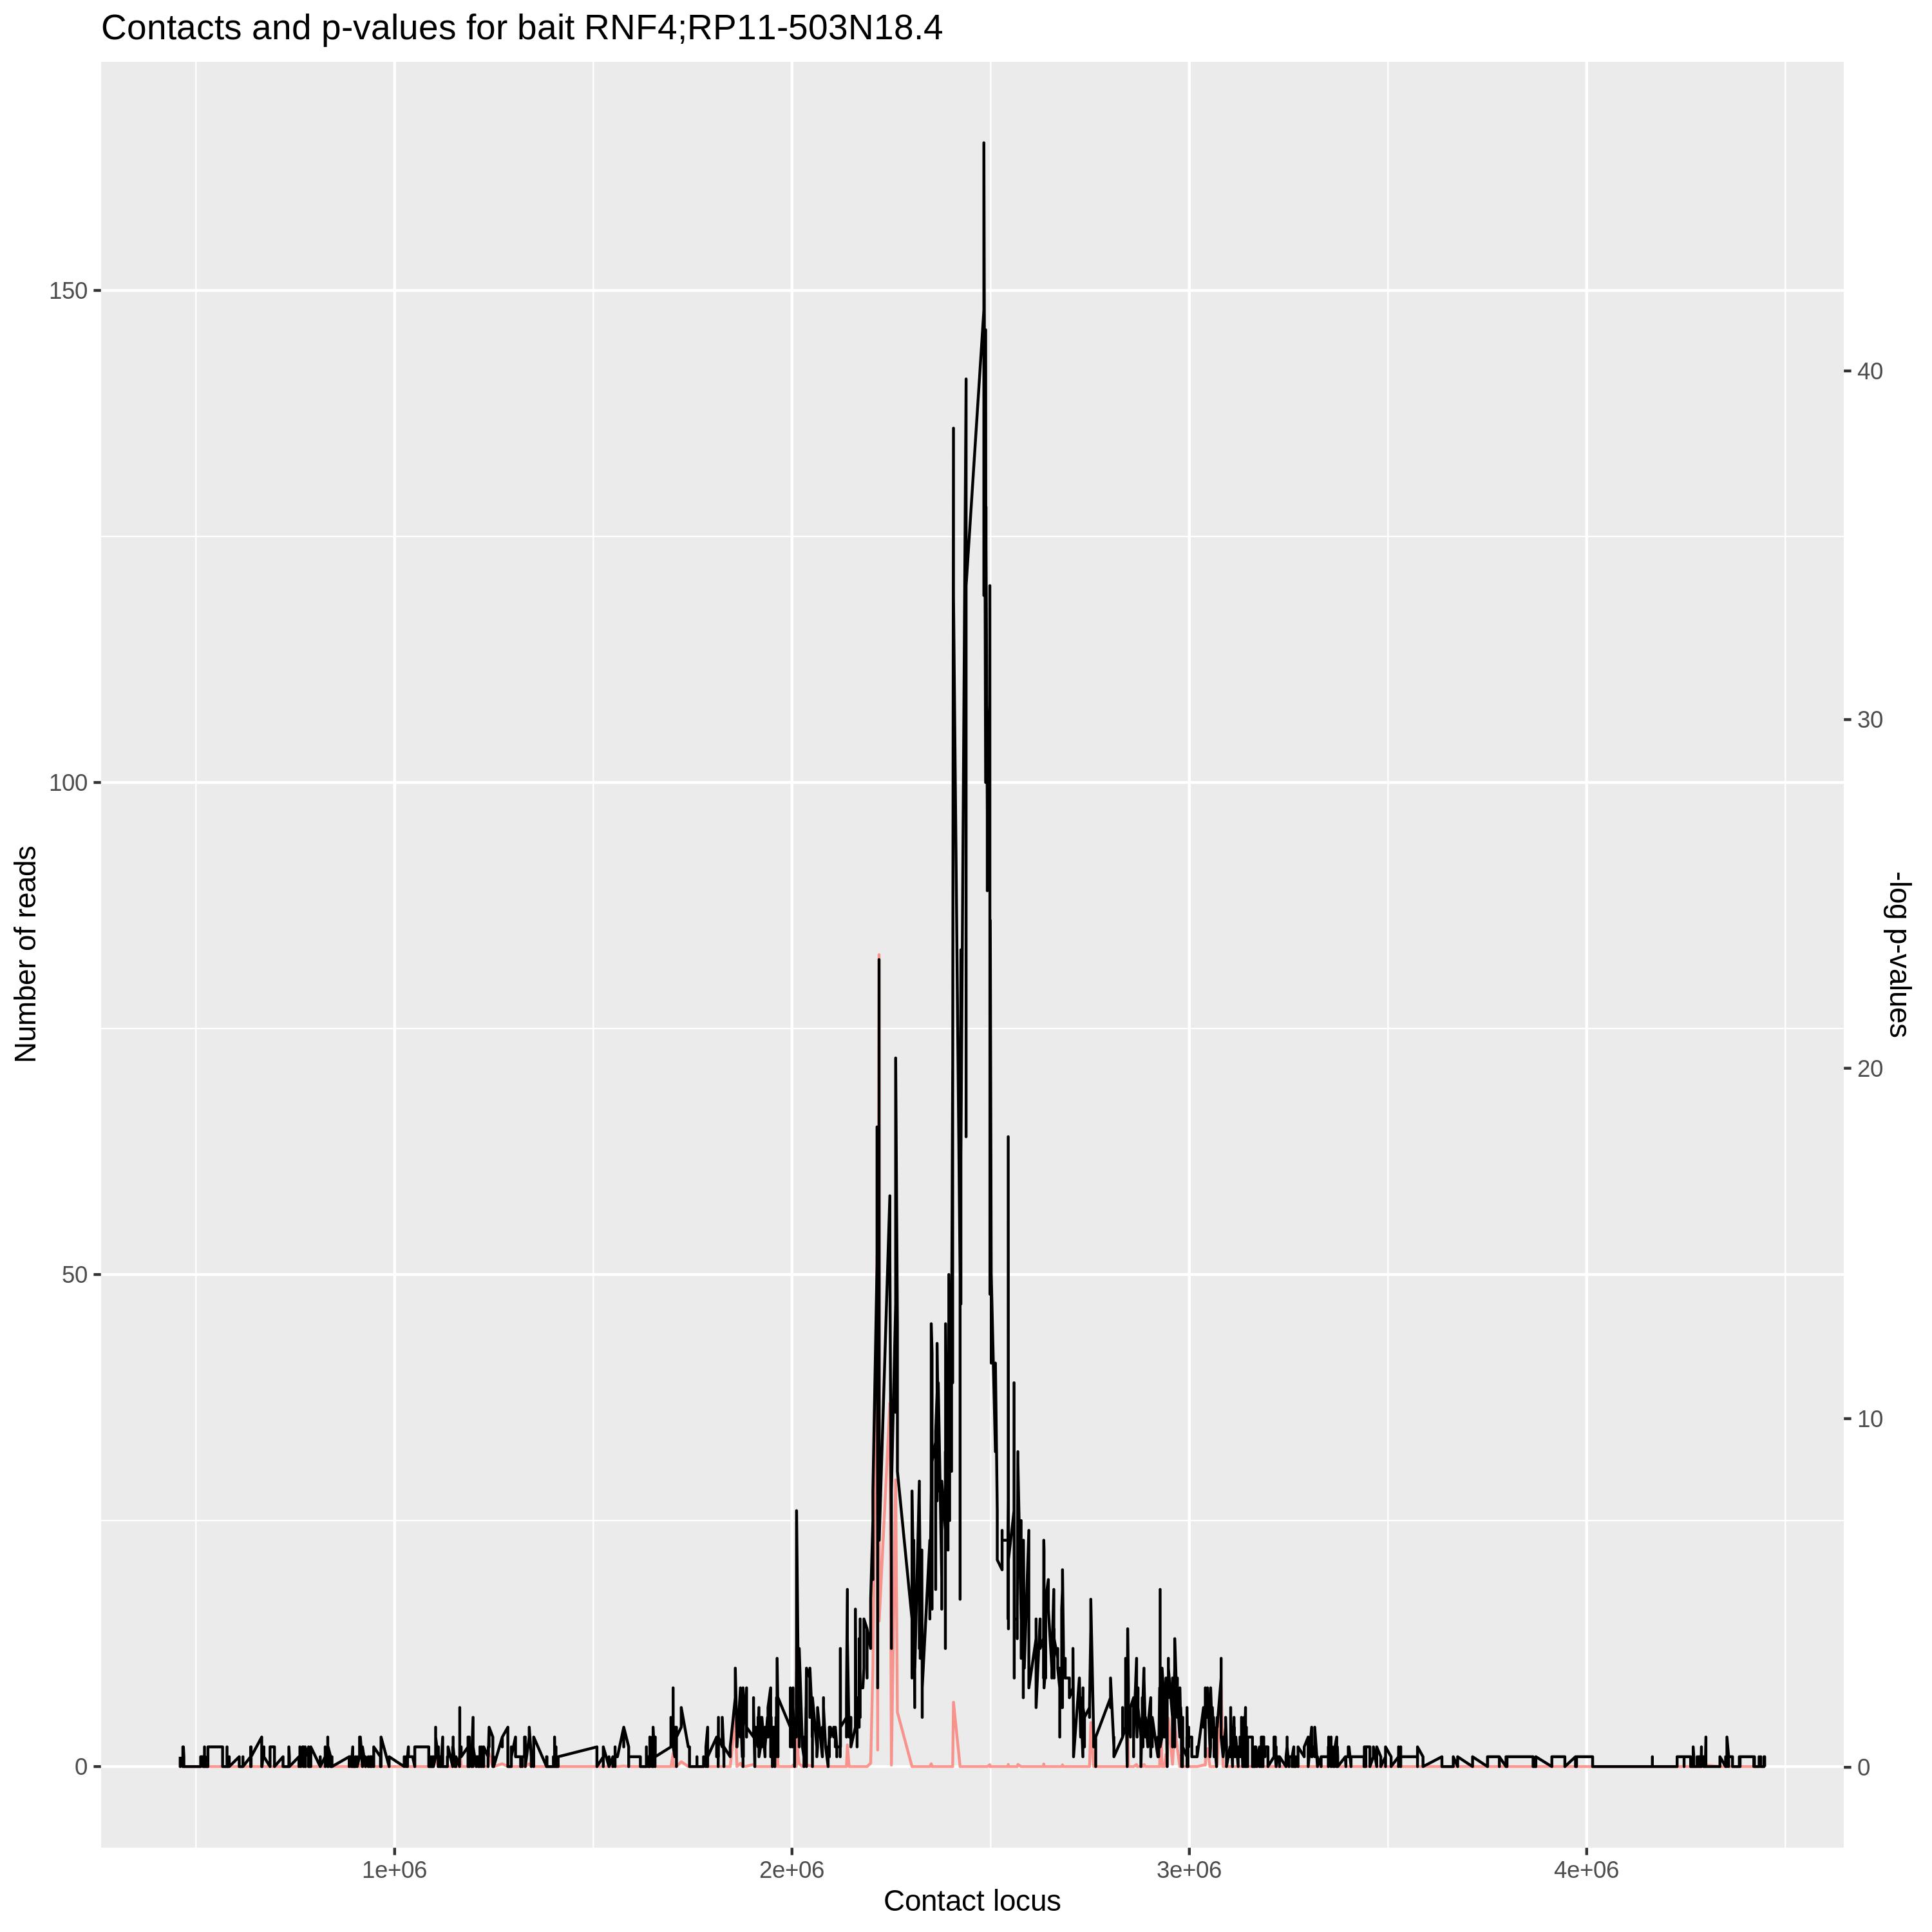 Contacts and p-values for bait RNF4;RP11-503N18.4
150
100
50
0
Number of reads
40
30
20
10
0
-log p-values
1e+06 2e+06 3e+06 4e+06
Contact locus